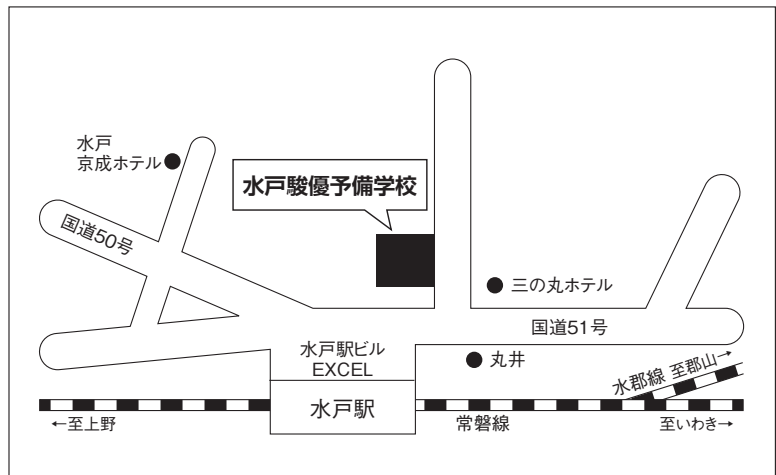 水戸
京成ホテル
水戸駿優予備学校
国道50号
三の丸ホテル
国道51号
水戸駅ビル
EXCEL
丸井
水郡線 至郡山→
水戸駅
←至上野
常磐線
至いわき→